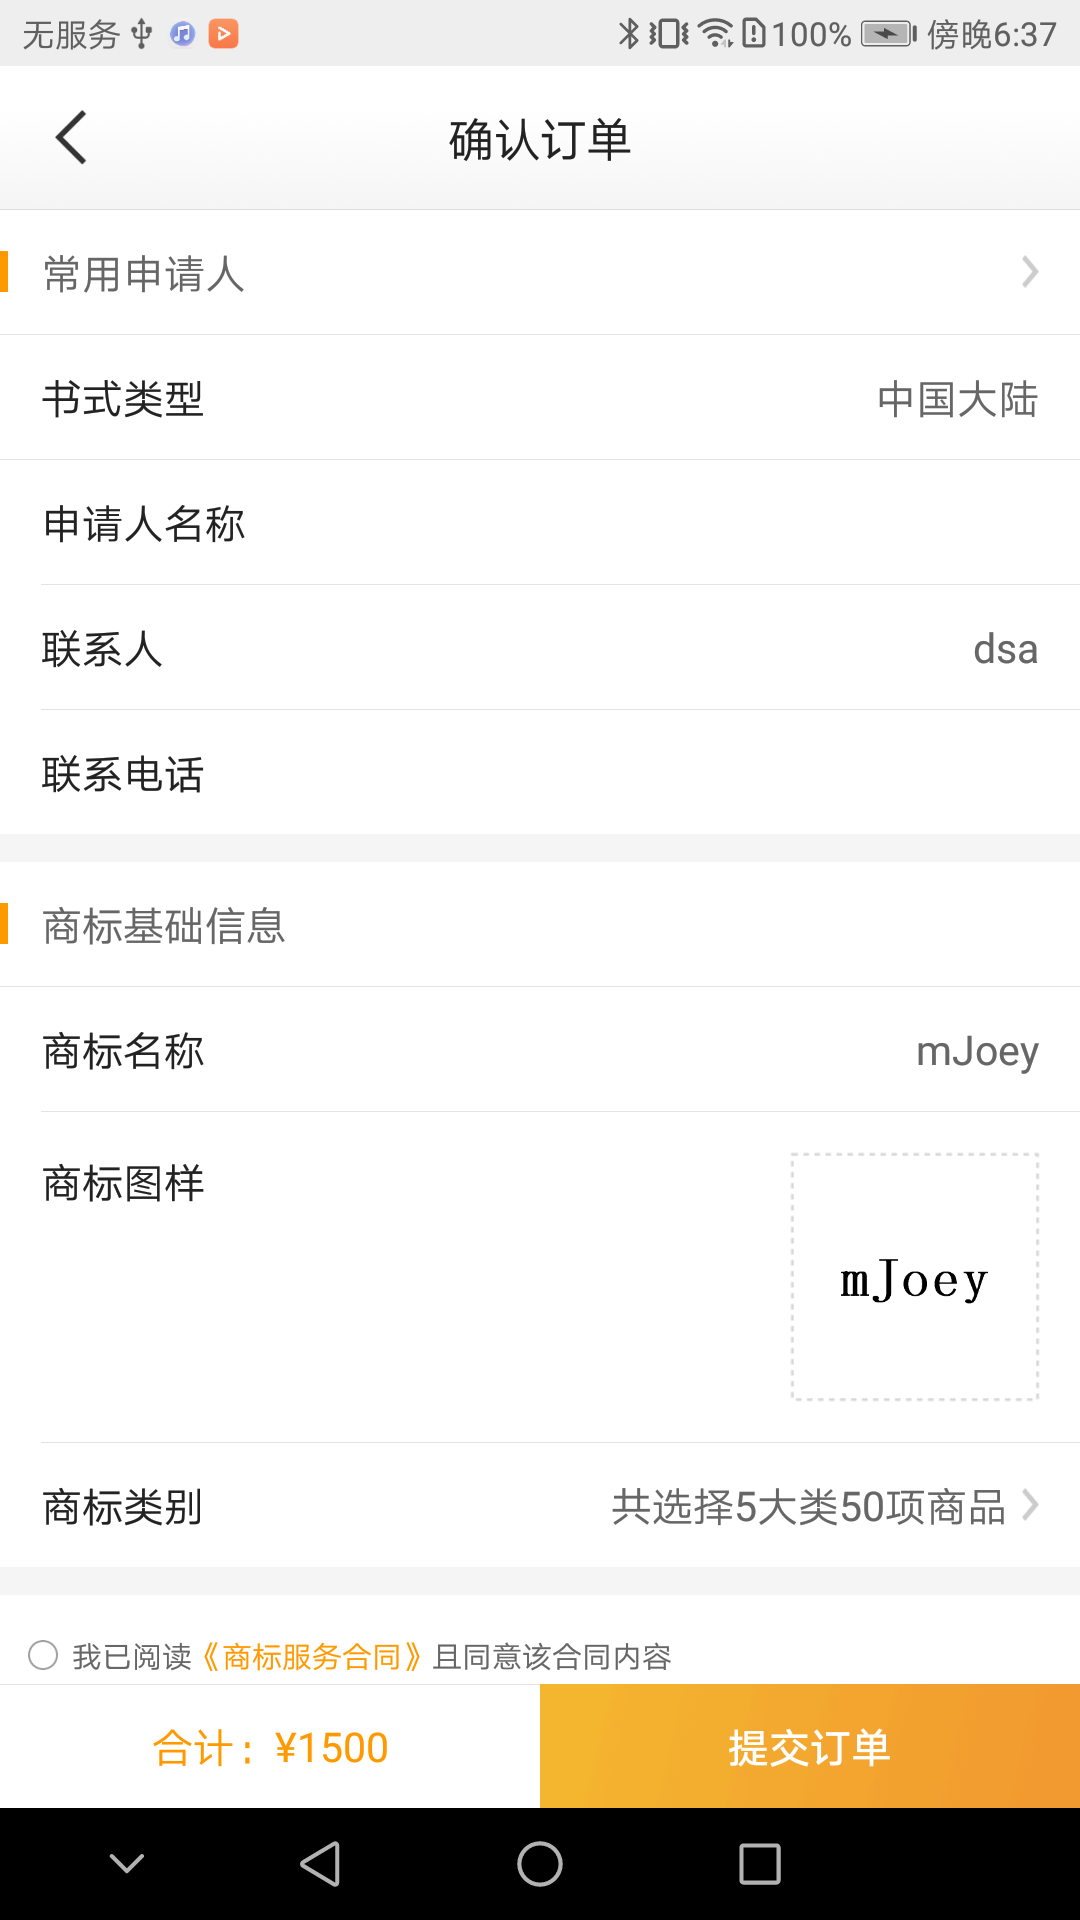 无服务 100% 傍晚6:37
确认订单
常用申请人
书式类型 中国大陆
申请人名称
联系人 dsa
联系电话
商标基础信息
商标名称 mJoey
商标图样
mJoey
商标类别 共选择5大类50项商品
我已阅读《商标服务合同》且同意该合同内容
合计：¥1500 提交订单